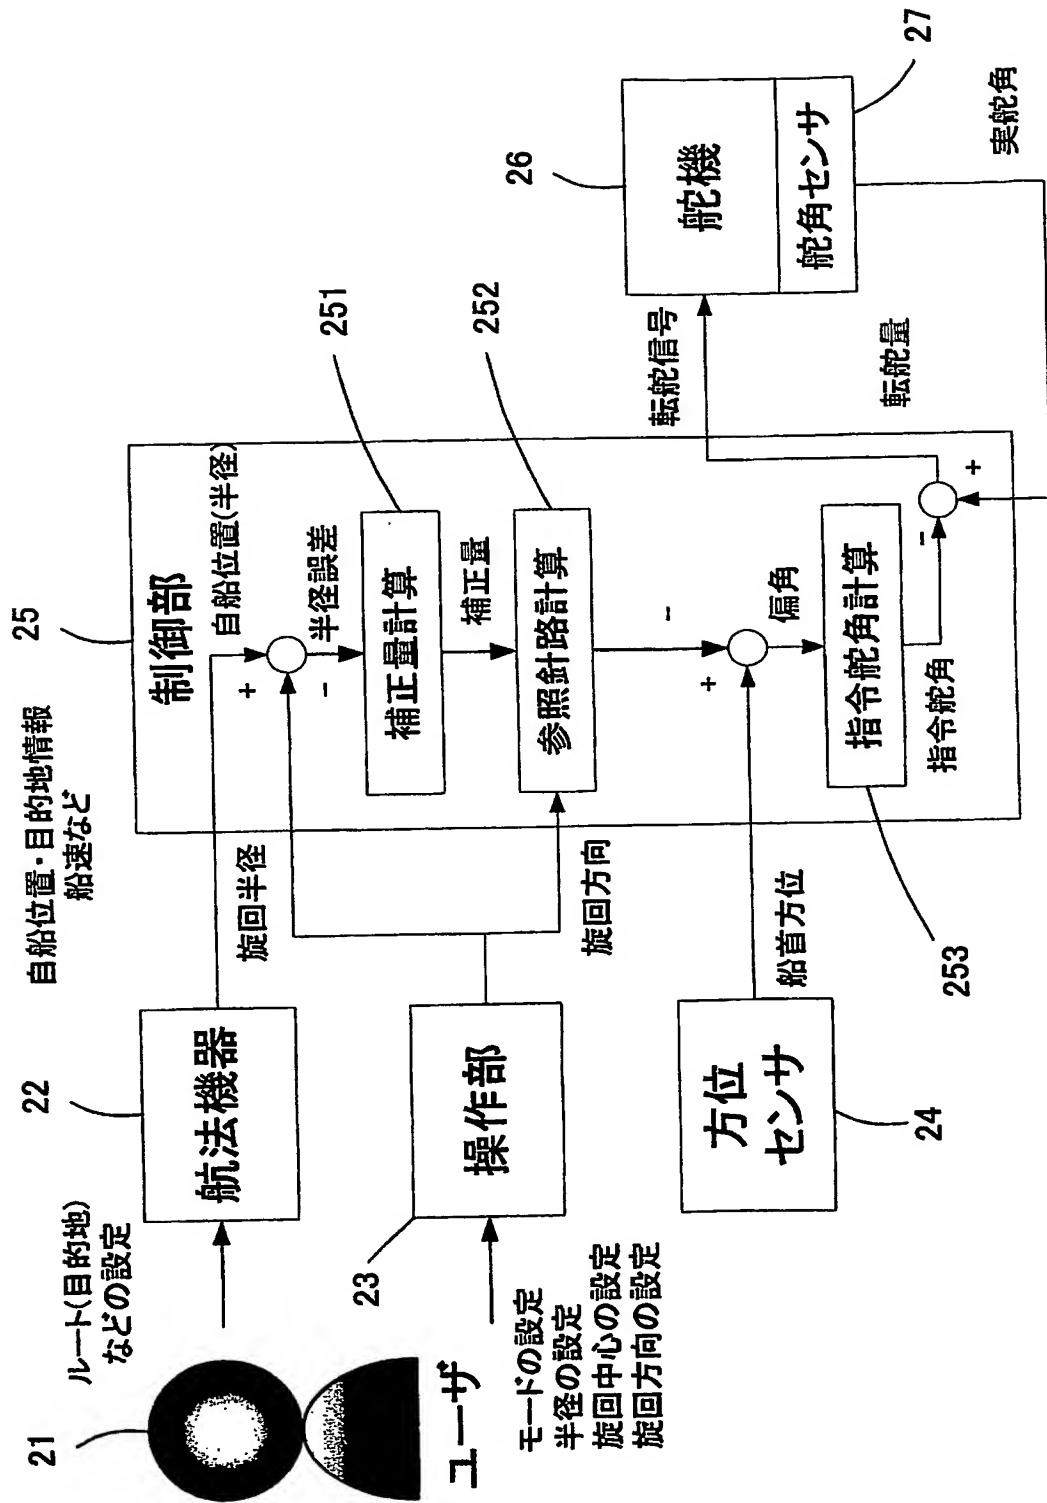 21
ユーザ
ルート(目的地)
などの設定
22
航法機器
自船位置・目的地情報
船速など
旋回半径
23
操作部
モードの設定
半径の設定
旋回中心の設定
旋回方向の設定
旋回方向
方位
センサ
24
船首方位
25
制御部
自船位置(半径)
+
-
半径誤差
補正量計算
251
補正量
参照針路計算
252
-
+
偏角
指令舵角計算
253
指令舵角
-
+
転舵信号
転舵量
26
舵機
舵角センサ
27
実舵角